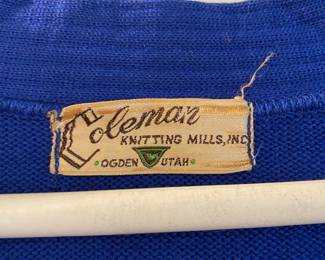 Coleman
KNITTING MILLS, INC
• OGDEN UTAH •